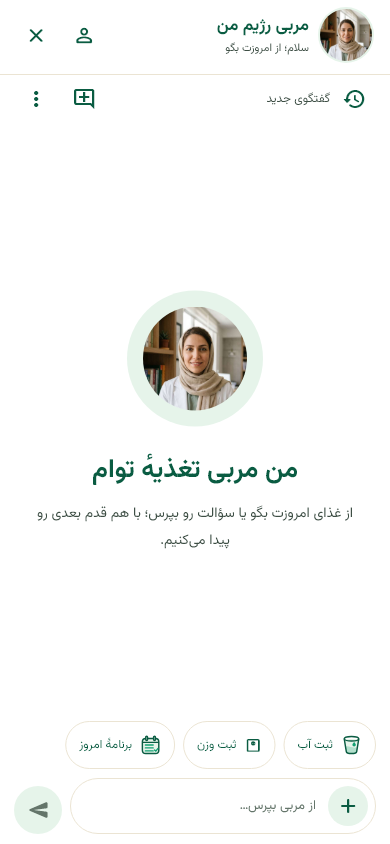 مربی رژیم من
سلام؛ از امروزت بگو
گفتگوی جدید
من مربی تغذیهٔ توام
از غذای امروزت بگو یا سؤالت رو بپرس؛ با هم قدم بعدی رو
پیدا می‌کنیم.
ثبت آب
ثبت وزن
برنامهٔ امروز
از مربی بپرس...